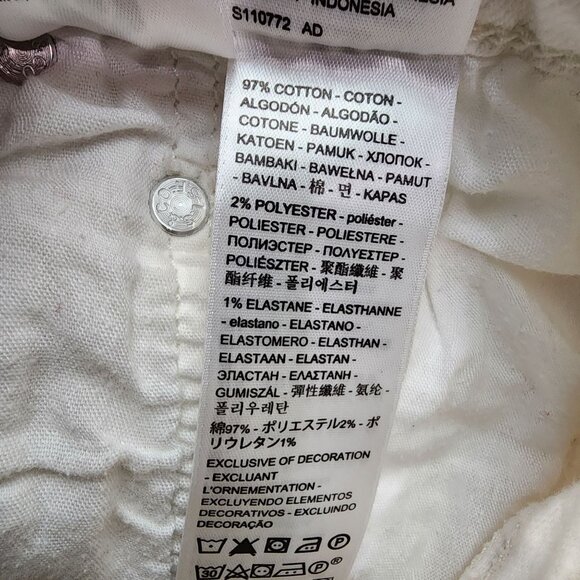 INDONESIA
S110772 AD
97% COTTON - COTON -
ALGODÓN - ALGODÃO -
COTONE - BAUMWOLLE -
KATOEN - PAMUK - ХЛОПОК -
BAMBAKI - BAWEŁNA - PAMUT
- BAVLNA - 棉 - 면 - KAPAS
2% POLYESTER - poliéster -
POLIESTER - POLIESTERE -
ПОЛИЭСТЕР - ΠΟΛΥΕΣΤΕΡ -
POLIÉSZTER - 聚酯纖維 - 聚
酯纤维 - 폴리에스터
1% ELASTANE - ELASTHANNE
- elastano - ELASTANO -
ELASTOMERO - ELASTHAN -
ELASTAAN - ELASTAN -
ЭЛАСТАН - ΕΛΑΣΤΑΝΗ -
GUMISZÁL - 彈性纖維 - 氨纶 -
폴리우레탄
綿97% - ポリエステル2% - ポ
リウレタン1%
EXCLUSIVE OF DECORATION
- EXCLUANT
L'ORNEMENTATION -
EXCLUYENDO ELEMENTOS
DECORATIVOS - EXCLUINDO
DECORAÇÃO
30